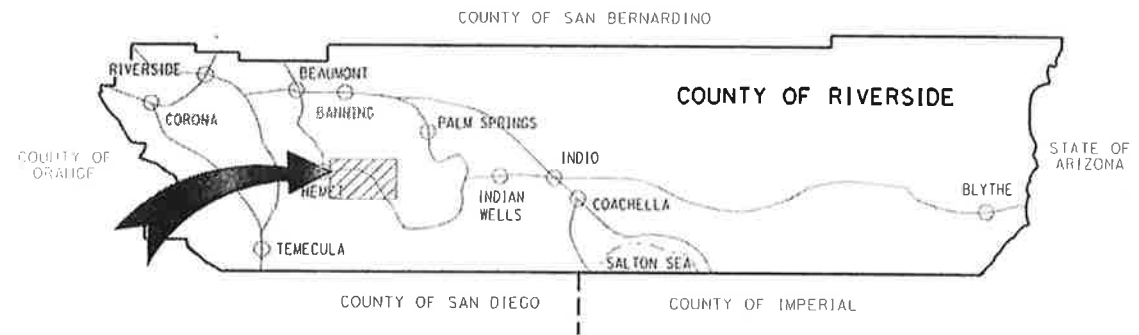 COUNTY OF SAN BERNARDINO
RIVERSIDE
BEAUMONT
COUNTY OF RIVERSIDE
CORONA
BANNING
PALM SPRINGS
COUNTY OF
ORANGE
STATE OF
ARIZONA
INDIO
HEMET
INDIAN
WELLS
BLYTHE
COACHELLA
TEMECULA
SALTON SEA
COUNTY OF SAN DIEGO
COUNTY OF IMPERIAL